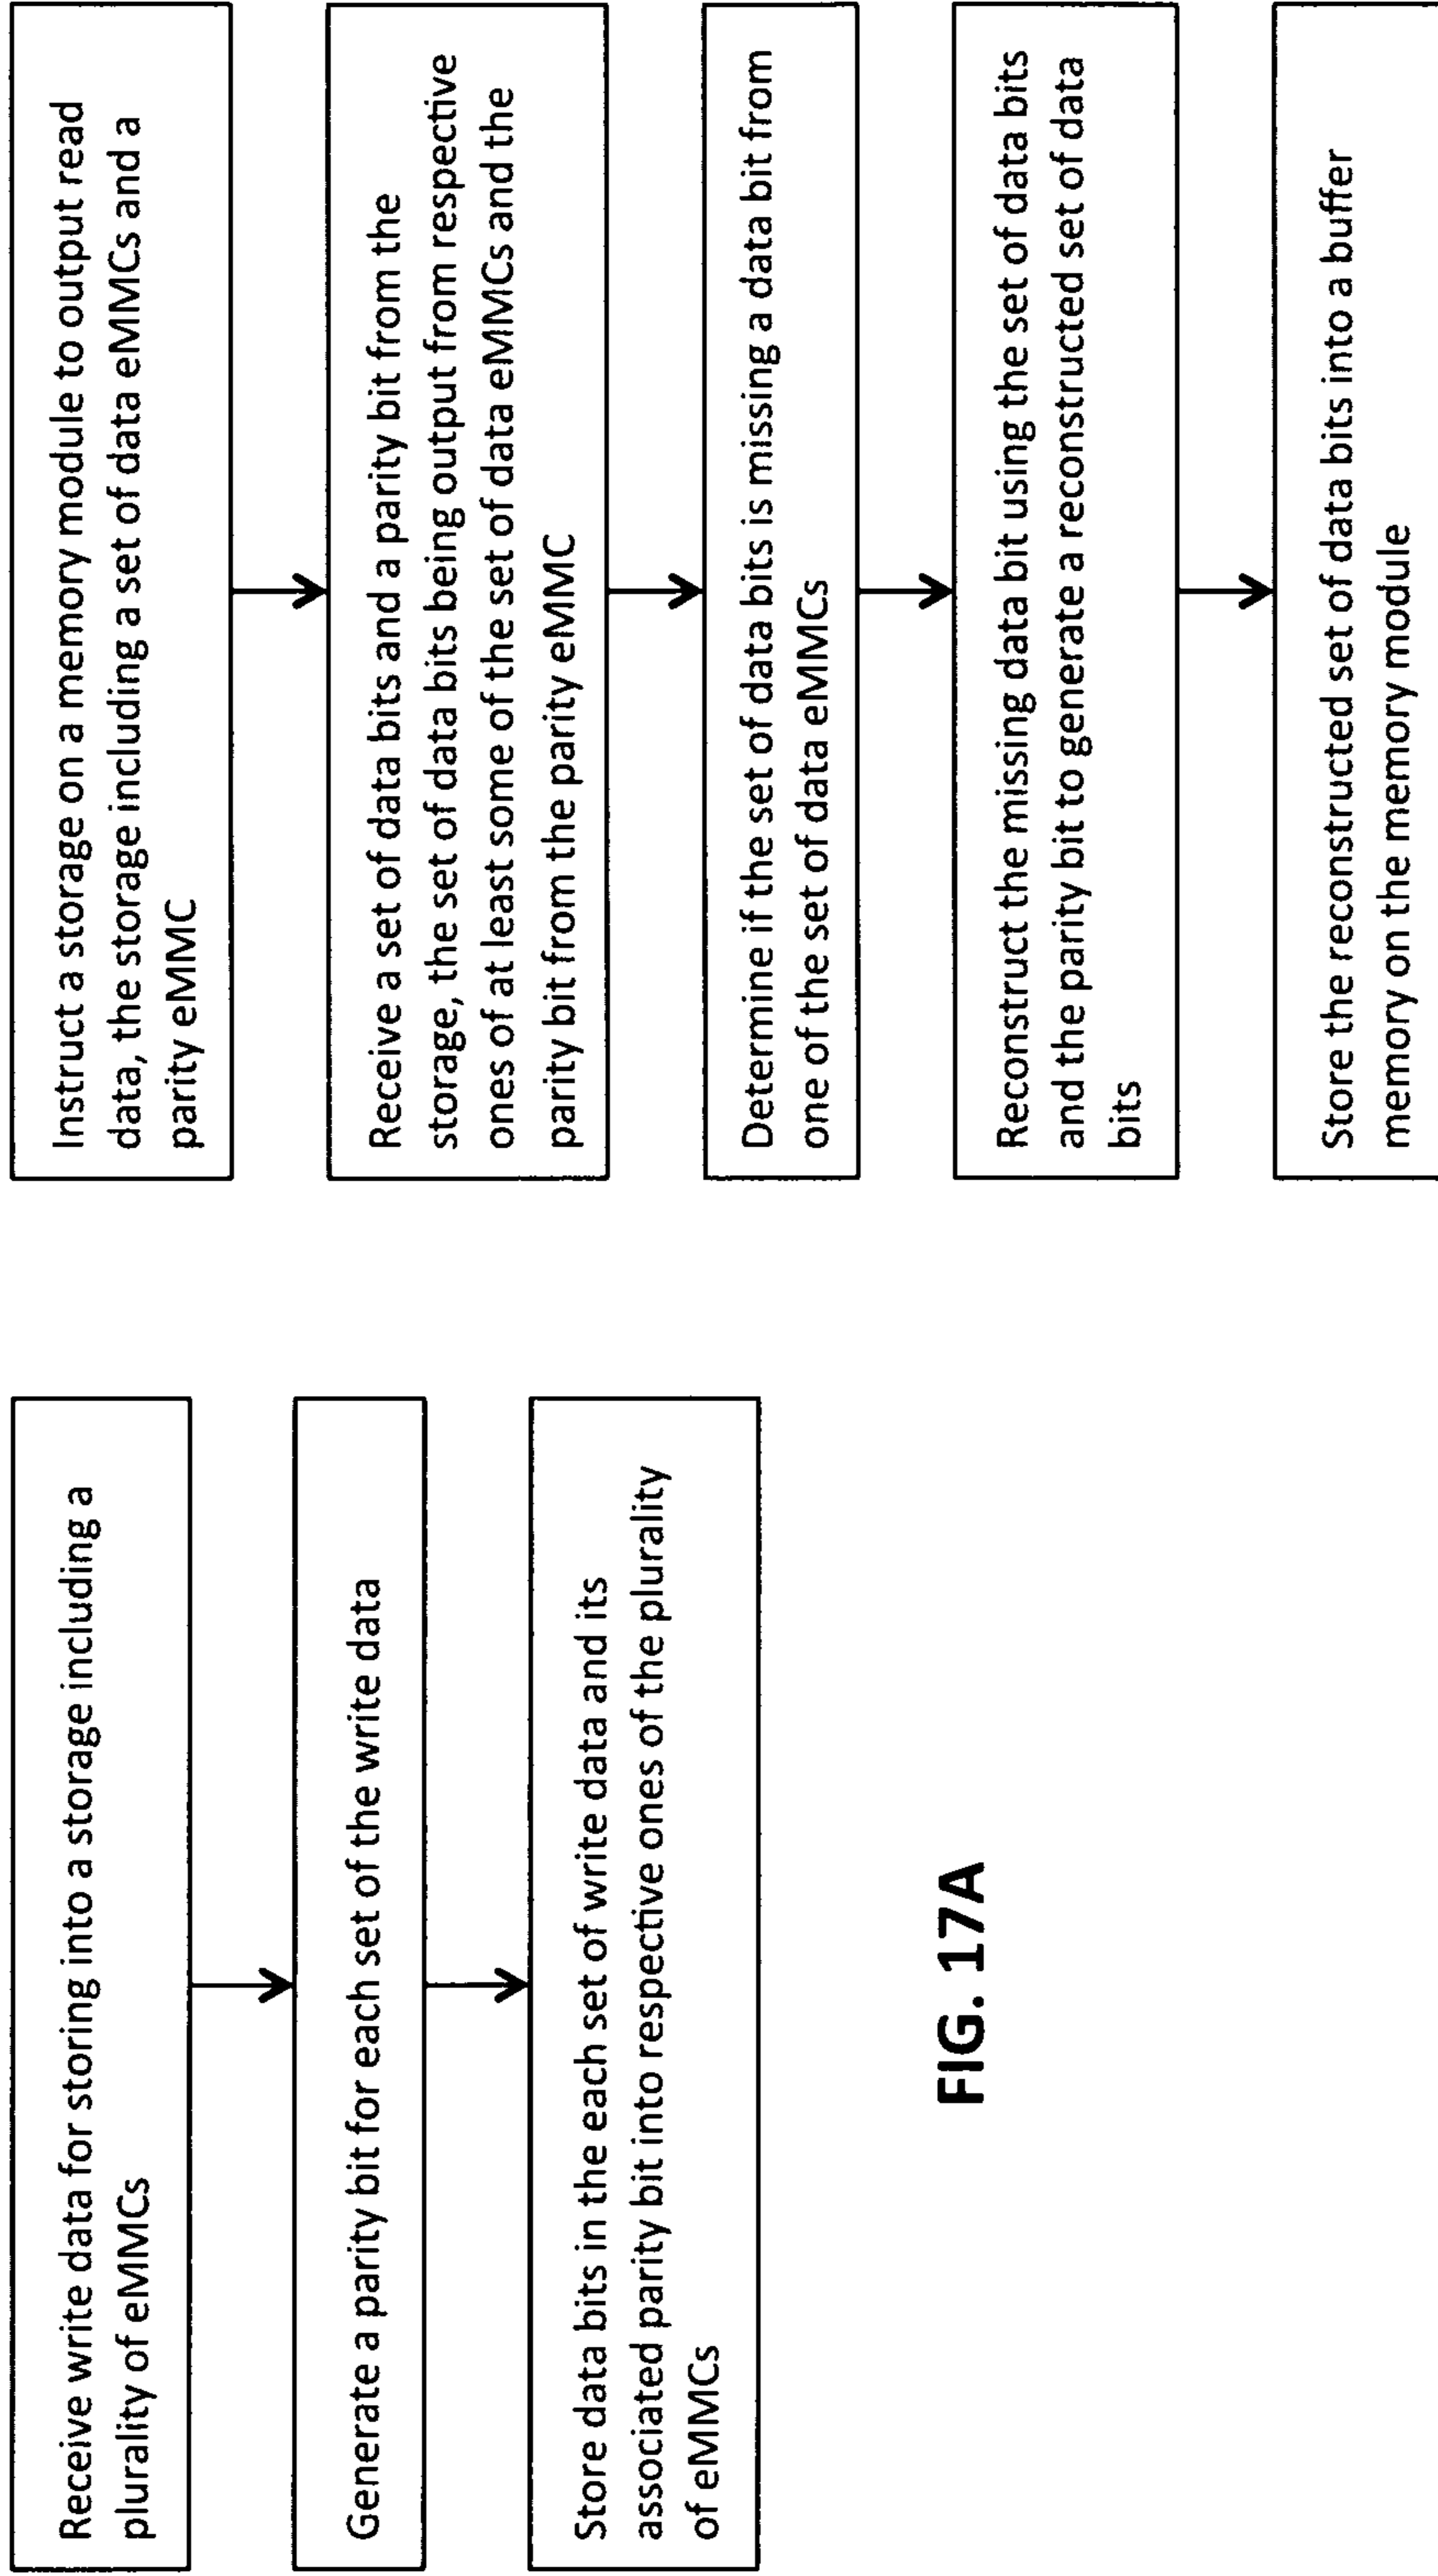 Receive write data for storing into a storage including a
plurality of eMMCs
Generate a parity bit for each set of the write data
Store data bits in the each set of write data and its
associated parity bit into respective ones of the plurality
of eMMCs
FIG. 17A
Instruct a storage on a memory module to output read
data, the storage including a set of data eMMCs and a
parity eMMC
Receive a set of data bits and a parity bit from the
storage, the set of data bits being output from respective
ones of at least some of the set of data eMMCs and the
parity bit from the parity eMMC
Determine if the set of data bits is missing a data bit from
one of the set of data eMMCs
Reconstruct the missing data bit using the set of data bits
and the parity bit to generate a reconstructed set of data
bits
Store the reconstructed set of data bits into a buffer
memory on the memory module